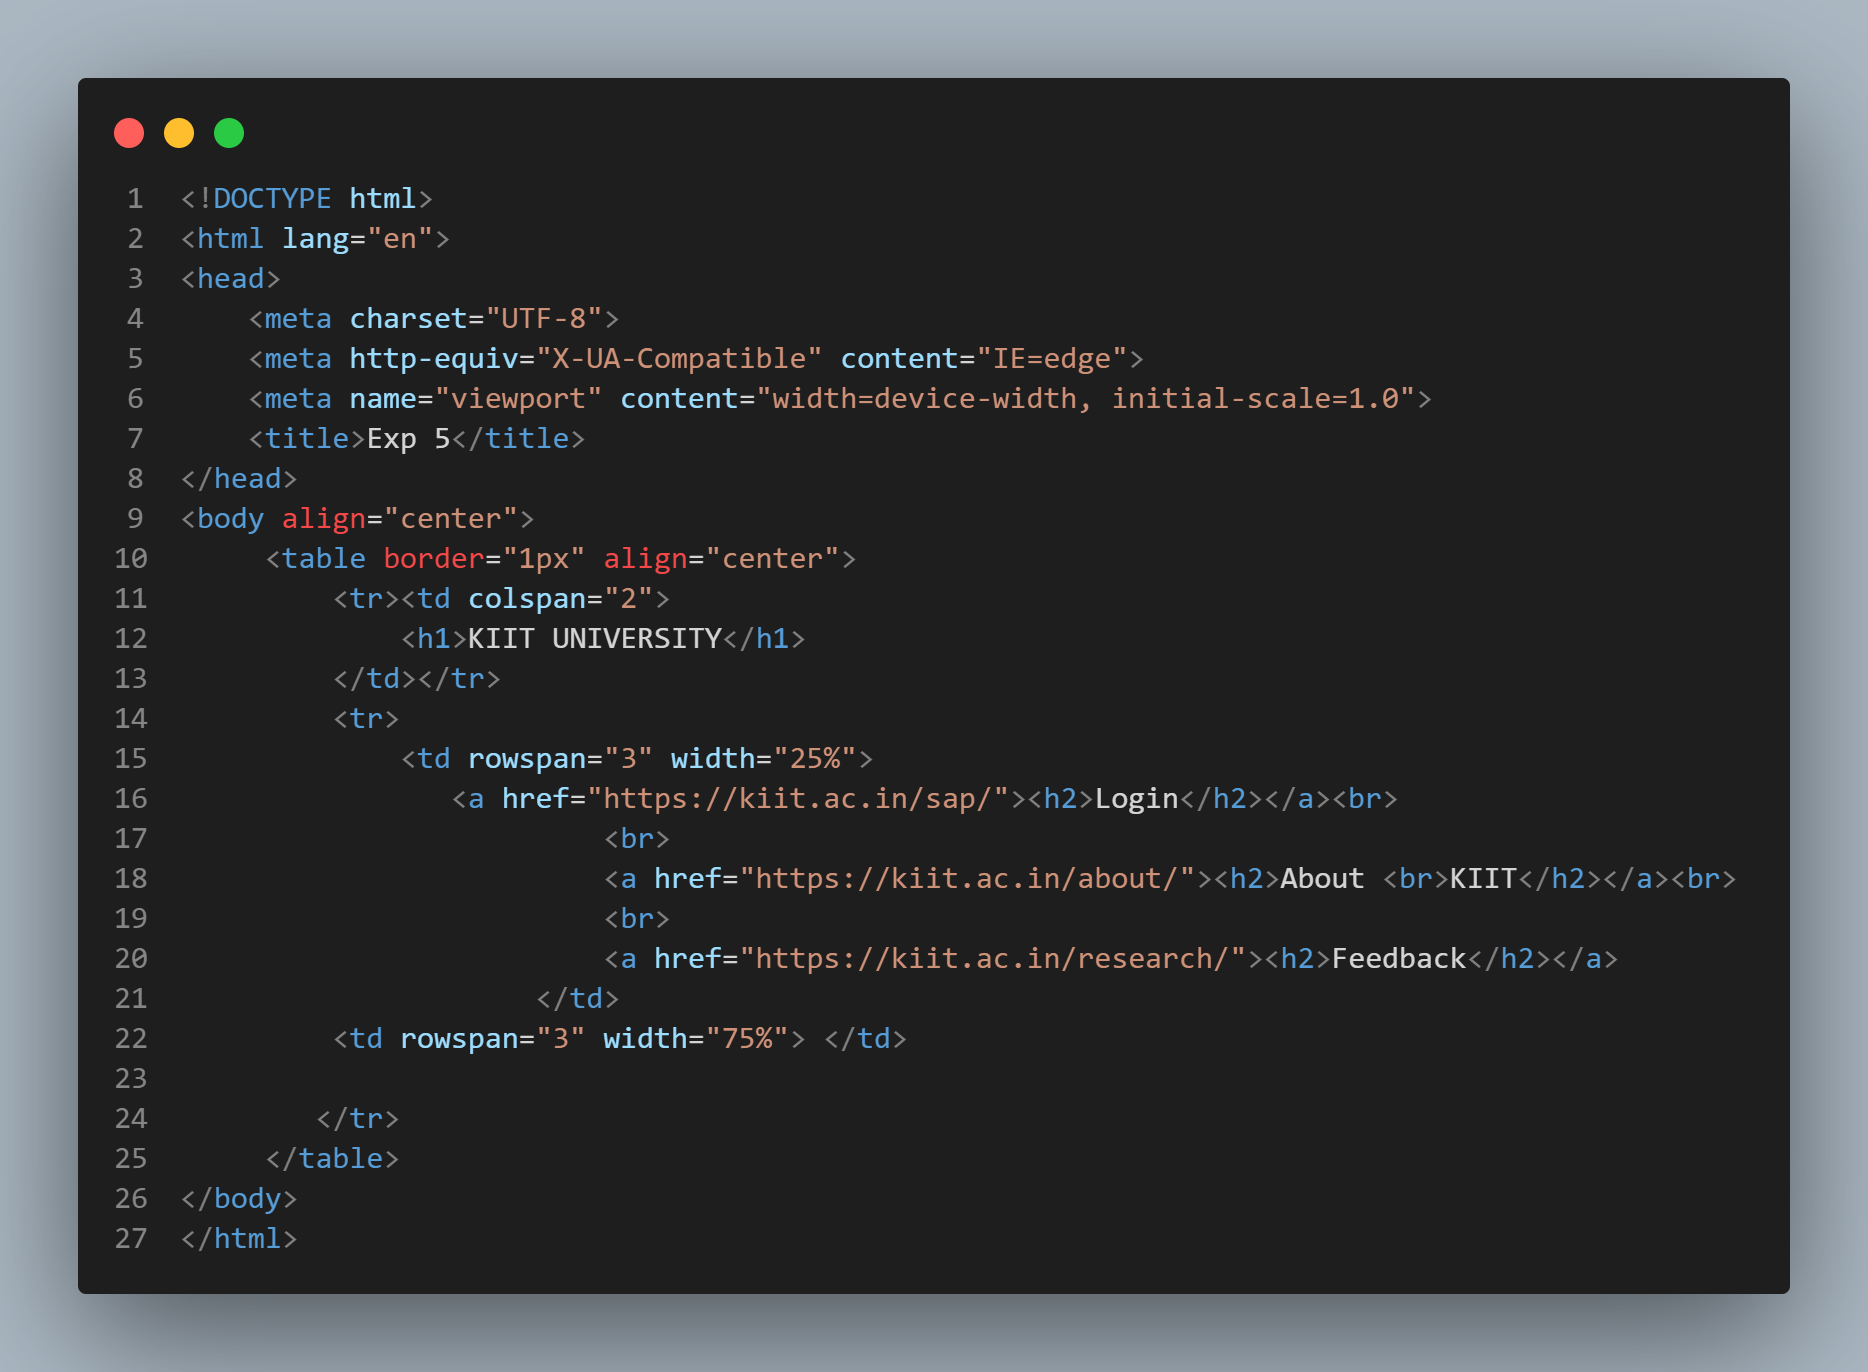 1 <!DOCTYPE html>
2 <html lang="en">
3 <head>
4     <meta charset="UTF-8">
5     <meta http-equiv="X-UA-Compatible" content="IE=edge">
6     <meta name="viewport" content="width=device-width, initial-scale=1.0">
7     <title>Exp 5</title>
8 </head>
9 <body align="center">
10      <table border="1px" align="center">
11          <tr><td colspan="2">
12              <h1>KIIT UNIVERSITY</h1>
13          </td></tr>
14          <tr>
15              <td rowspan="3" width="25%">
16                 <a href="https://kiit.ac.in/sap/"><h2>Login</h2></a><br>
17                          <br>
18                          <a href="https://kiit.ac.in/about/"><h2>About <br>KIIT</h2></a><br>
19                          <br>
20                          <a href="https://kiit.ac.in/research/"><h2>Feedback</h2></a>
21                      </td>
22          <td rowspan="3" width="75%"> </td>
23
24         </tr>
25      </table>
26 </body>
27 </html>